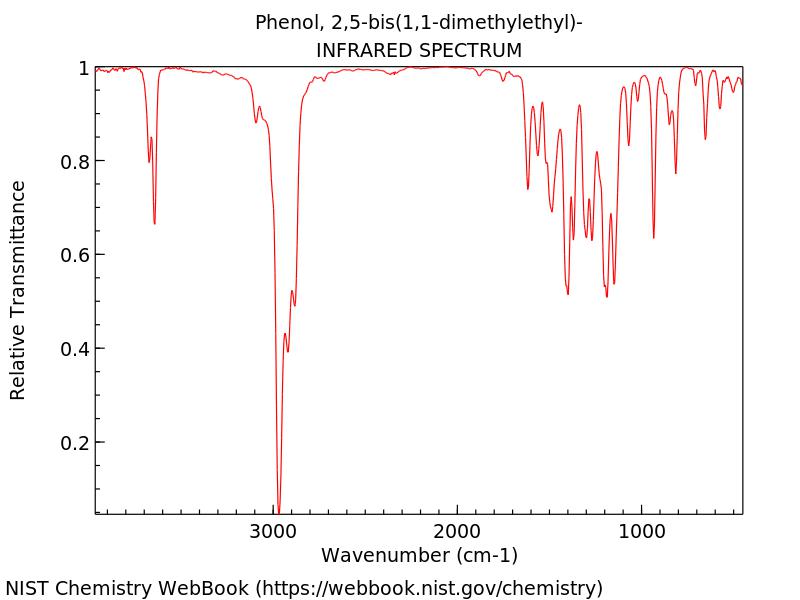 Phenol, 2,5-bis(1,1-dimethylethyl)-
INFRARED SPECTRUM
1
0.8
0.6
0.4
0.2
Relative Transmittance
3000 2000 1000
Wavenumber (cm-1)
NIST Chemistry WebBook (https://webbook.nist.gov/chemistry)